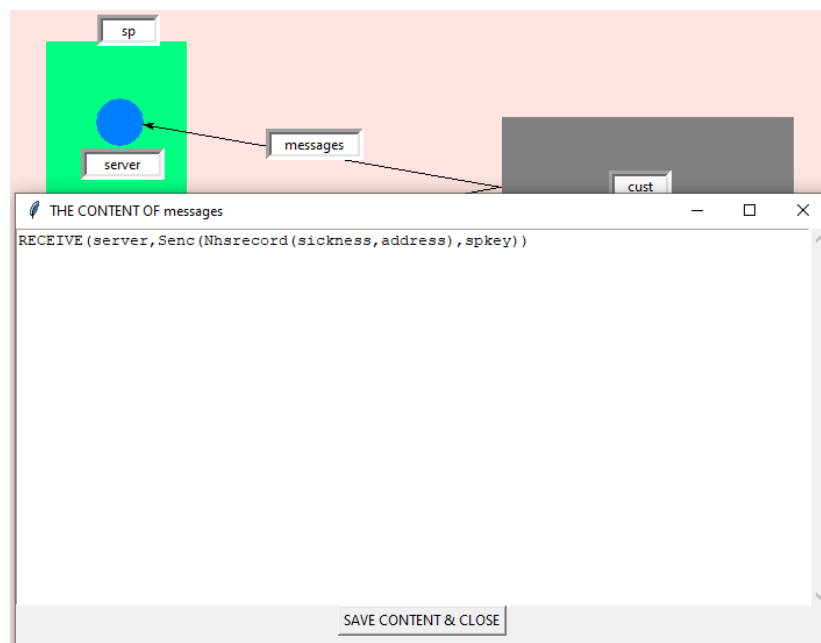 sp
server
messages
cust
THE CONTENT OF messages
RECEIVE(server,Senc(Nhsrecord(sickness,address),spkey))
SAVE CONTENT & CLOSE